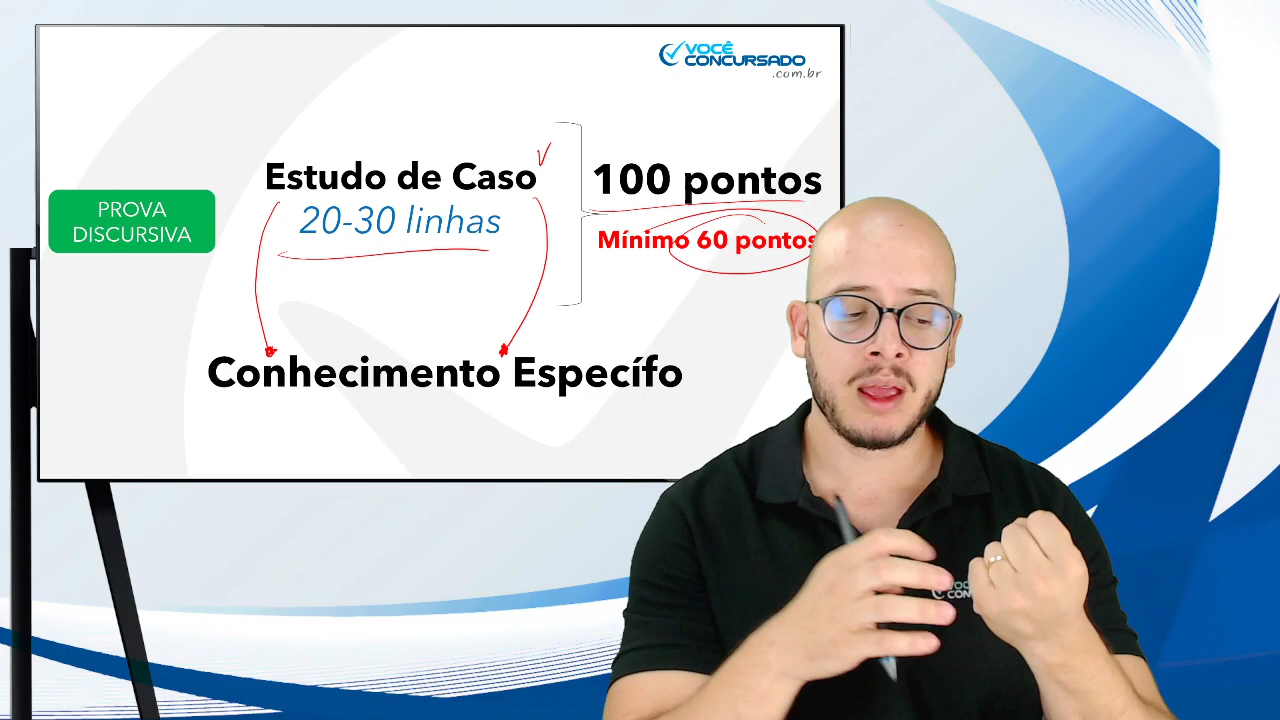 VOCÊ
CONCURSADO
.com.br
PROVA
DISCURSIVA
Estudo de Caso
20-30 linhas
100 pontos
Mínimo 60 pontos
Conhecimento Específo